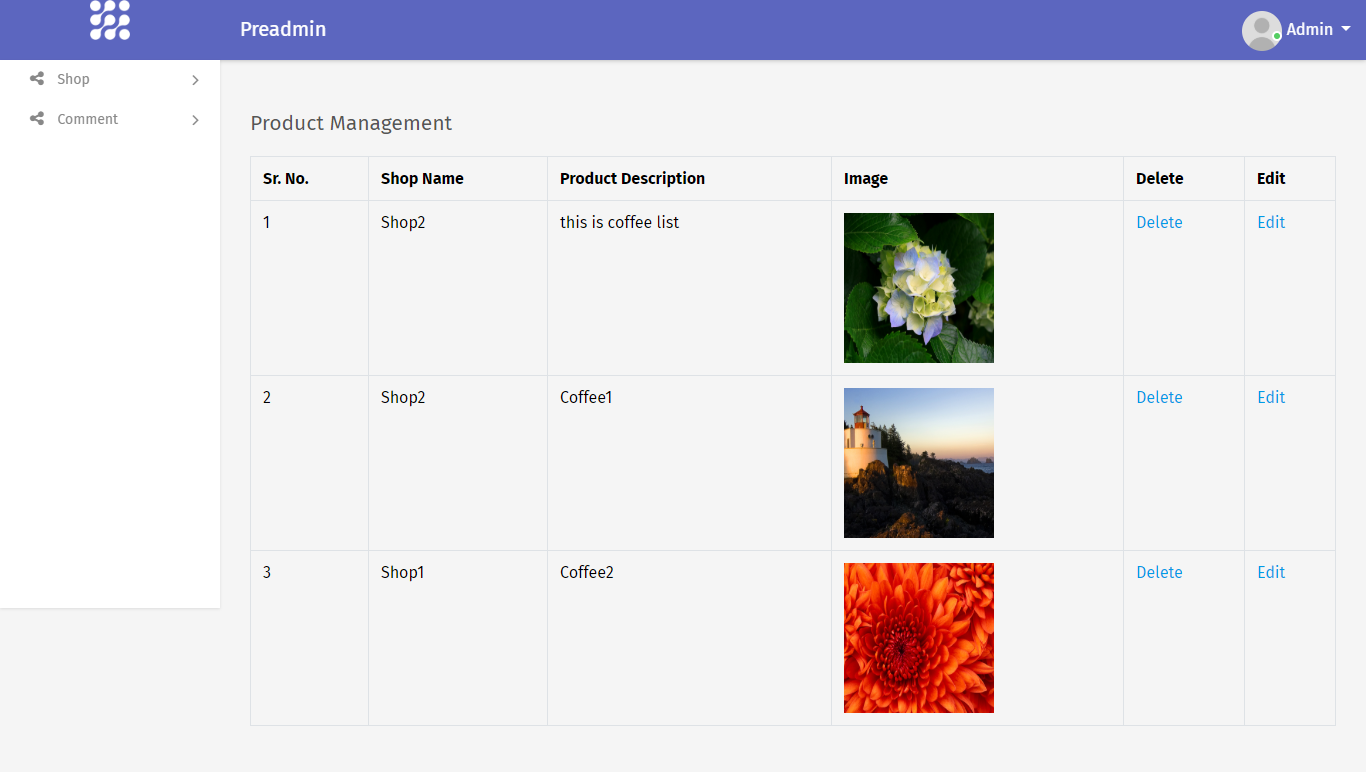 Preadmin
Admin
Shop
Comment
Product Management
Sr. No. Shop Name Product Description Image Delete Edit
1 Shop2 this is coffee list Delete Edit
2 Shop2 Coffee1 Delete Edit
3 Shop1 Coffee2 Delete Edit